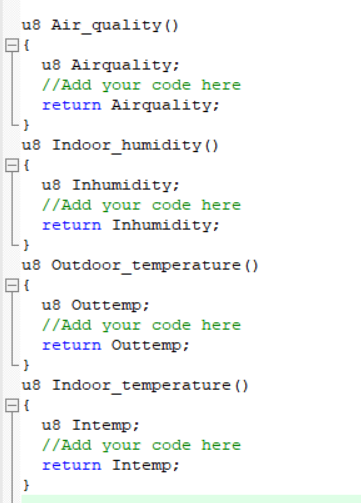 u8 Air_quality()
{
u8 Airquality;
//Add your code here
return Airquality;
}
u8 Indoor_humidity()
{
u8 Inhumidity;
//Add your code here
return Inhumidity;
}
u8 Outdoor_temperature()
{
u8 Outtemp;
//Add your code here
return Outtemp;
}
u8 Indoor_temperature()
{
u8 Intemp;
//Add your code here
return Intemp;
}